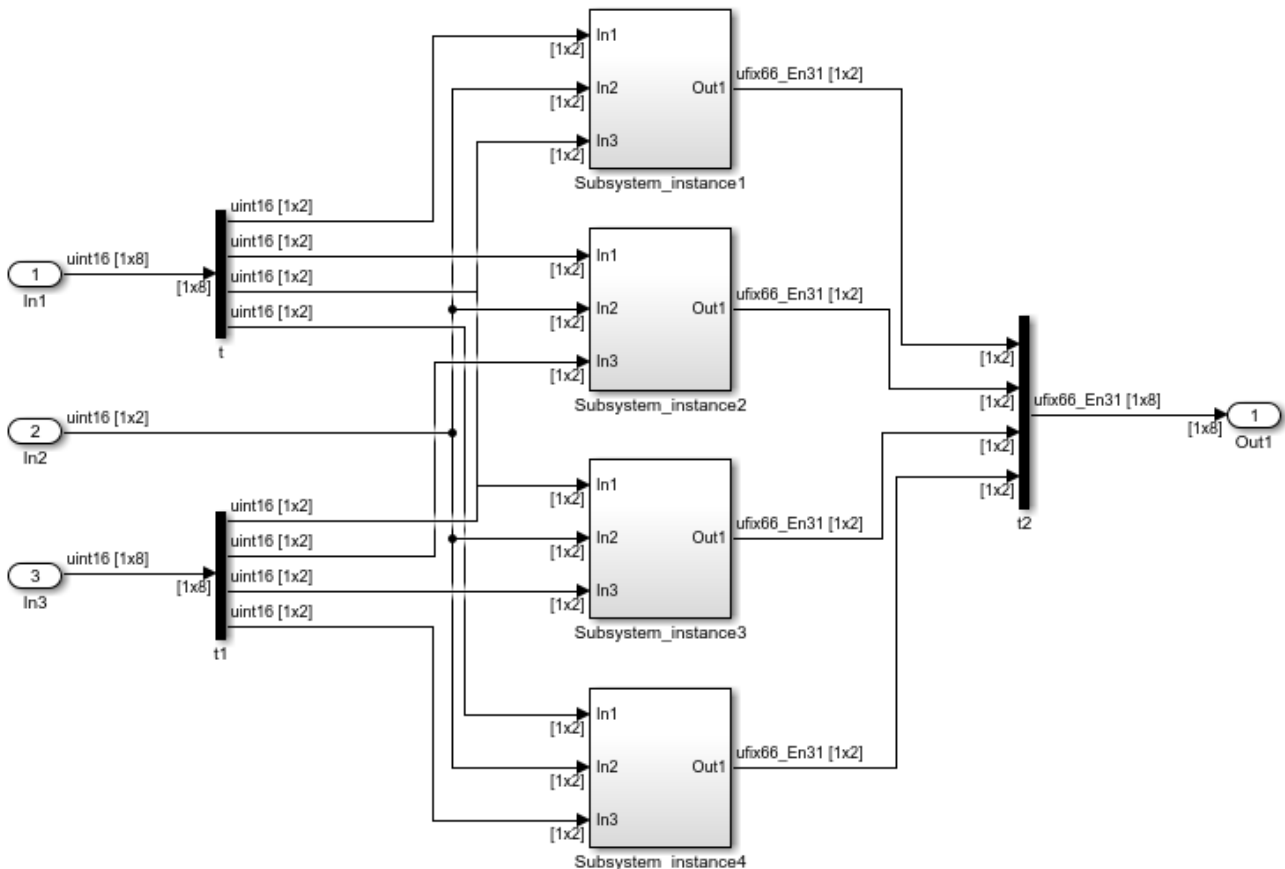 In1
[1x2]
ufix66_En31 [1x2]
In2
Out1
[1x2]
In3
[1x2]
Subsystem_instance1
uint16 [1x2]
uint16 [1x2]
uint16 [1x2]
uint16 [1x2]
uint16 [1x8]
1
[1x8]
In1
t
In1
[1x2]
ufix66_En31 [1x2]
In2
Out1
[1x2]
In3
[1x2]
Subsystem_instance2
uint16 [1x2]
2
In2
[1x2]
[1x2]
[1x2]
[1x2]
ufix66_En31 [1x8]
1
[1x8]
Out1
t2
uint16 [1x2]
uint16 [1x2]
uint16 [1x2]
uint16 [1x2]
uint16 [1x8]
3
[1x8]
In3
t1
In1
[1x2]
ufix66_En31 [1x2]
In2
Out1
[1x2]
In3
[1x2]
Subsystem_instance3
In1
[1x2]
ufix66_En31 [1x2]
In2
Out1
[1x2]
In3
[1x2]
Subsystem_instance4